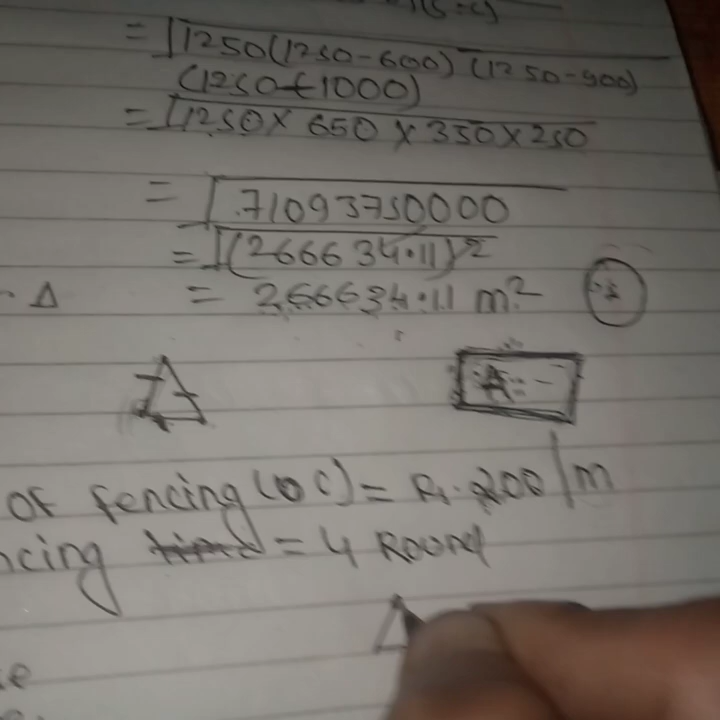 = √1250(1250-600) (1250-900)
(1250-1000)
= √1250 × 650 × 350 × 250
= √71093750000
= √(266634.11)²
. Δ = 266634.11 m²
of fencing (OC) = R. 200/m
ncing = 4 Round
Δ